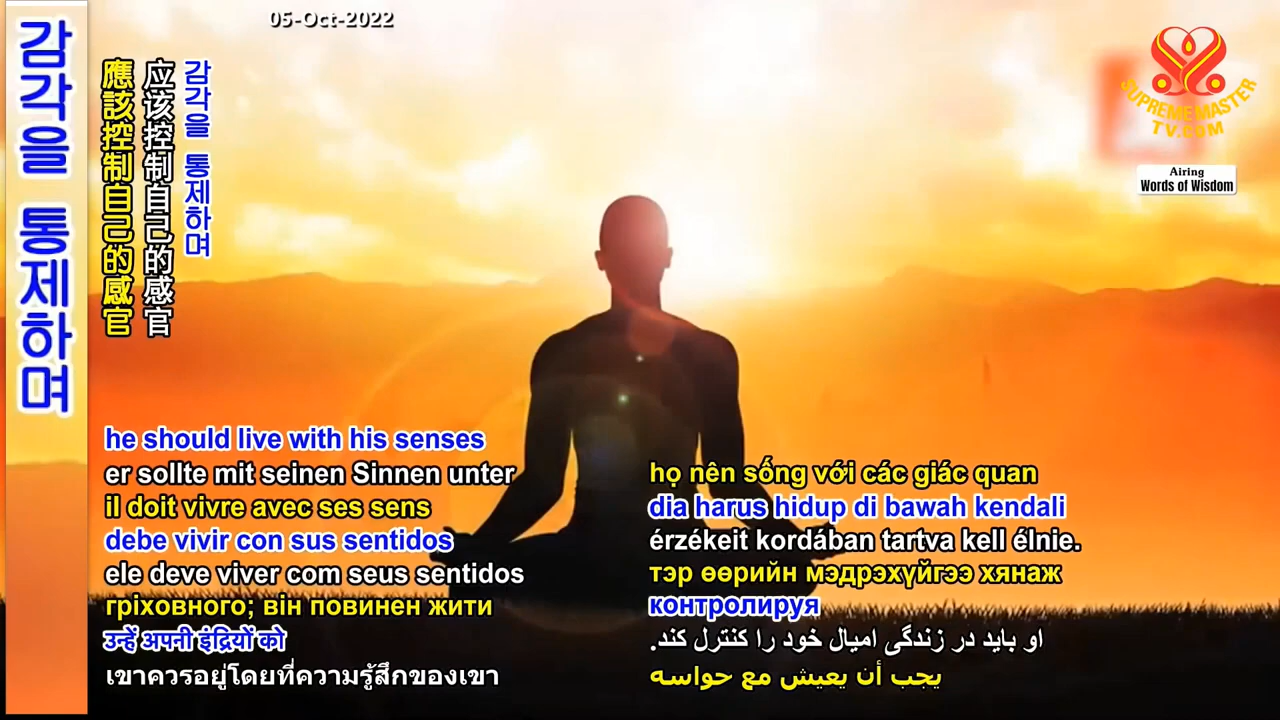 05-Oct-2022
감각을 통제하며
應該控制自己的感官
应该控制自己的感官
감각을 통제하며
SUPREME MASTER
TV.COM
Airing
Words of Wisdom
he should live with his senses
er sollte mit seinen Sinnen unter
il doit vivre avec ses sens
debe vivir con sus sentidos
ele deve viver com seus sentidos
гріховного; він повинен жити
उन्हें अपनी इंद्रियों को
เขาควรอยู่โดยที่ความรู้สึกของเขา
họ nên sống với các giác quan
dia harus hidup di bawah kendali
érzékeit kordában tartva kell élnie.
тэр өөрийн мэдрэхүйгээ хянаж
контролируя
او باید در زندگی امیال خود را کنترل کند.
يجب أن يعيش مع حواسه